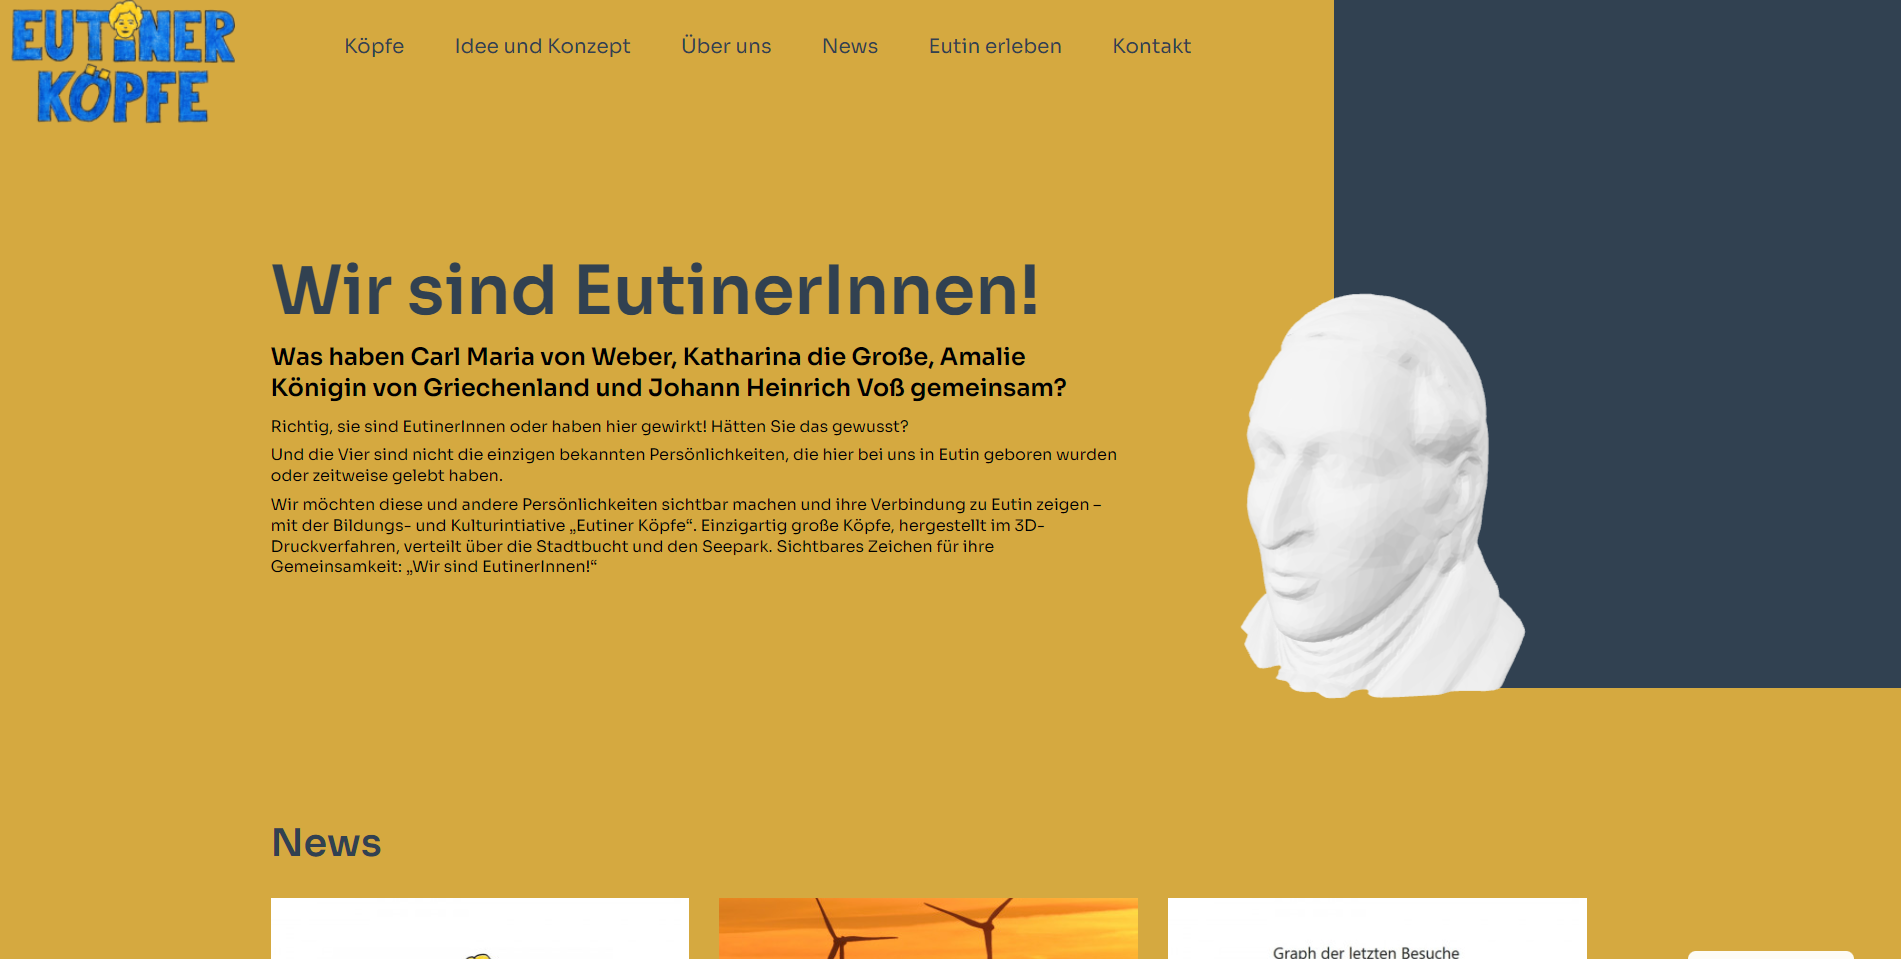 EUTINER
KÖPFE
Köpfe
Idee und Konzept
Über uns
News
Eutin erleben
Kontakt
Wir sind EutinerInnen!
Was haben Carl Maria von Weber, Katharina die Große, Amalie
Königin von Griechenland und Johann Heinrich Voß gemeinsam?
Richtig, sie sind EutinerInnen oder haben hier gewirkt! Hätten Sie das gewusst?
Und die Vier sind nicht die einzigen bekannten Persönlichkeiten, die hier bei uns in Eutin geboren wurden
oder zeitweise gelebt haben.
Wir möchten diese und andere Persönlichkeiten sichtbar machen und ihre Verbindung zu Eutin zeigen –
mit der Bildungs- und Kulturintiative „Eutiner Köpfe“. Einzigartig große Köpfe, hergestellt im 3D-
Druckverfahren, verteilt über die Stadtbucht und den Seepark. Sichtbares Zeichen für ihre
Gemeinsamkeit: „Wir sind EutinerInnen!“
News
Graph der letzten Besuche